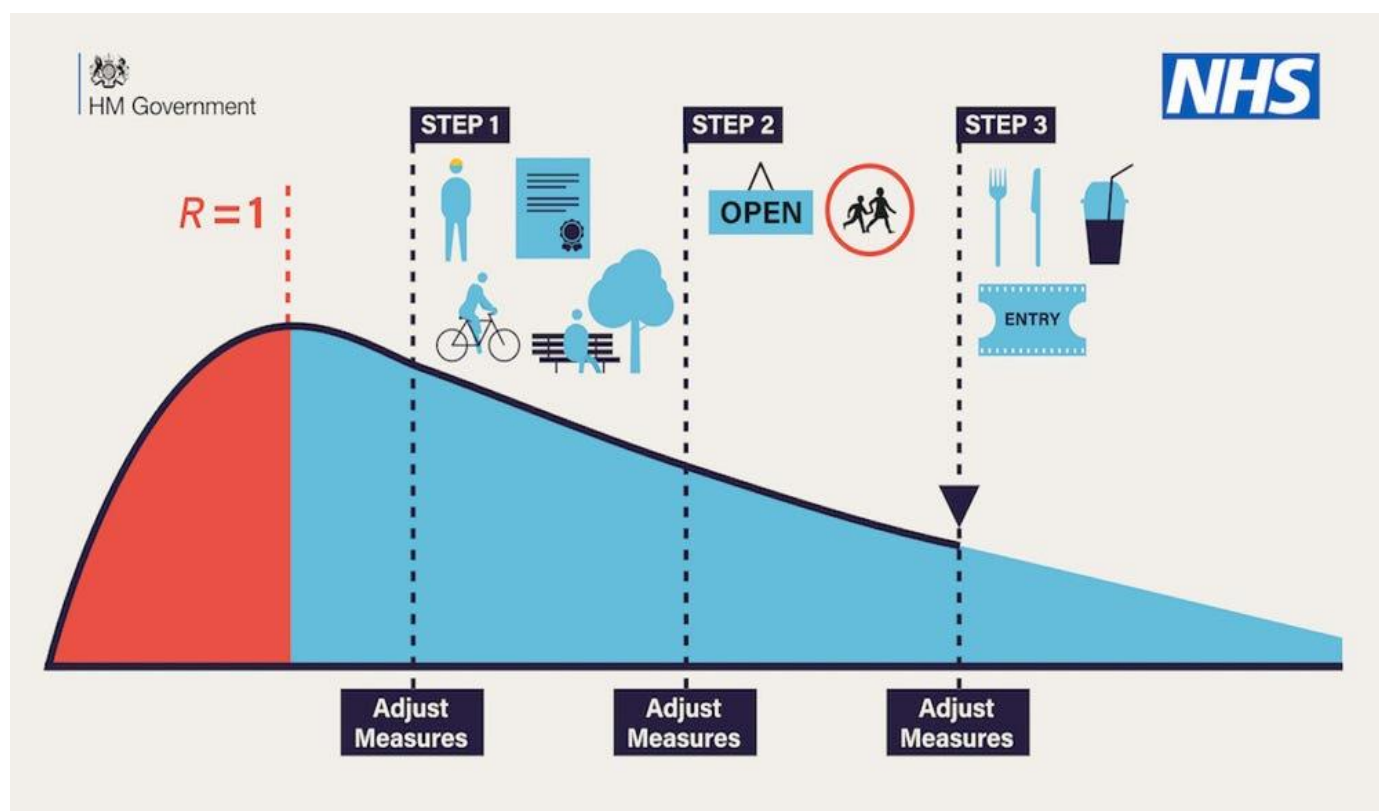 HM Government
NHS
STEP 1
STEP 2
STEP 3
R = 1
OPEN
ENTRY
Adjust
Measures
Adjust
Measures
Adjust
Measures